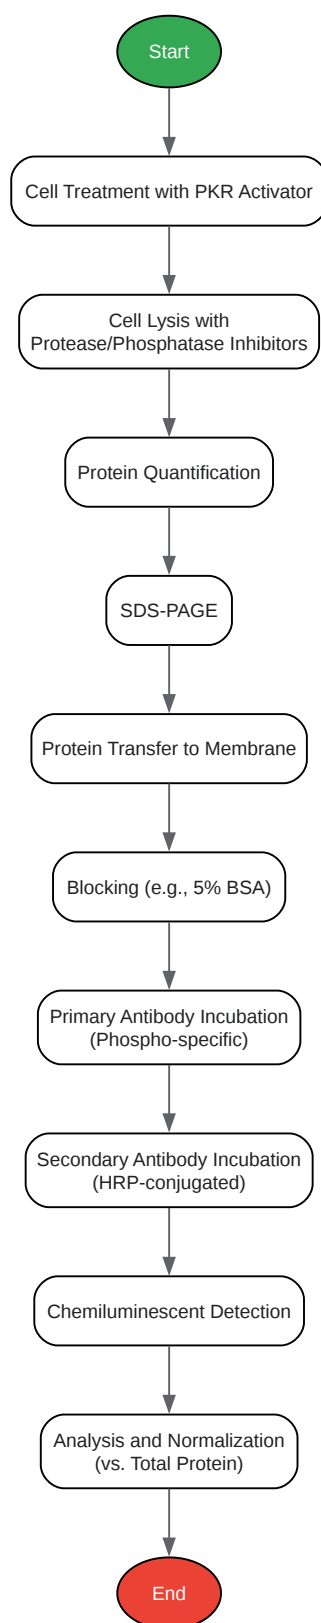 Start
Cell Treatment with PKR Activator
Cell Lysis with
Protease/Phosphatase Inhibitors
Protein Quantification
SDS-PAGE
Protein Transfer to Membrane
Blocking (e.g., 5% BSA)
Primary Antibody Incubation
(Phospho-specific)
Secondary Antibody Incubation
(HRP-conjugated)
Chemiluminescent Detection
Analysis and Normalization
(vs. Total Protein)
End